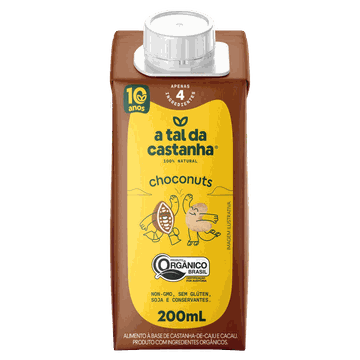 APENAS
4
INGREDIENTES
10
anos
a tal da
castanha®
100% NATURAL
choconuts
IMAGEM ILUSTRATIVA
PRODUTO
ORGÂNICO
BRASIL
NON-GMO, SEM GLÚTEN,
SOJA E CONSERVANTES.
200mL
ALIMENTO À BASE DE CASTANHA-DE-CAJU E CACAU.
PRODUTO COM INGREDIENTES ORGÂNICOS.